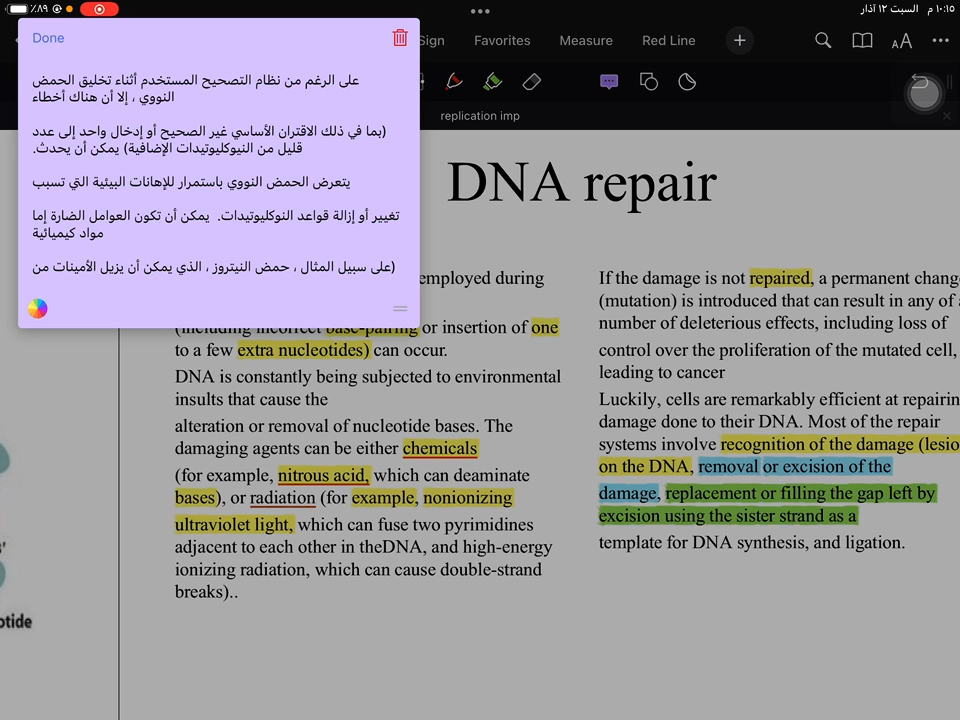 ٪٨٩
١٠:١٥ م السبت ١٢ آذار
Done
Sign
Favorites
Measure
Red Line
AA
replication imp
على الرغم من نظام التصحيح المستخدم أثناء تخليق الحمض
النووي ، إلا أن هناك أخطاء
(بما في ذلك الاقتران الأساسي غير الصحيح أو إدخال واحد إلى عدد
قليل من النيوكليوتيدات الإضافية) يمكن أن يحدث.
يتعرض الحمض النووي باستمرار للإهانات البيئية التي تسبب
تغيير أو إزالة قواعد النوكليوتيدات. يمكن أن تكون العوامل الضارة إما
مواد كيميائية
(على سبيل المثال ، حمض النيتروز ، الذي يمكن أن يزيل الأمينات من
DNA repair
employed during
(including incorrect base-pairing or insertion of one
to a few extra nucleotides) can occur.
DNA is constantly being subjected to environmental
insults that cause the
alteration or removal of nucleotide bases. The
damaging agents can be either chemicals
(for example, nitrous acid, which can deaminate
bases), or radiation (for example, nonionizing
ultraviolet light, which can fuse two pyrimidines
adjacent to each other in theDNA, and high-energy
ionizing radiation, which can cause double-strand
breaks)..
If the damage is not repaired, a permanent change
(mutation) is introduced that can result in any of a
number of deleterious effects, including loss of
control over the proliferation of the mutated cell,
leading to cancer
Luckily, cells are remarkably efficient at repairin
damage done to their DNA. Most of the repair
systems involve recognition of the damage (lesio
on the DNA, removal or excision of the
damage, replacement or filling the gap left by
excision using the sister strand as a
template for DNA synthesis, and ligation.
otide